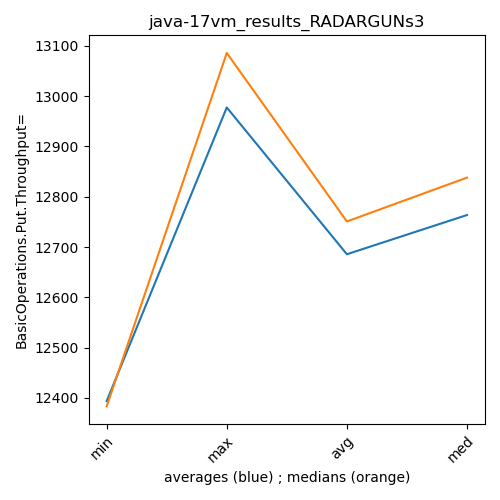 java-17vm_results_RADARGUNs3
BasicOperations.Put.Throughput=
13100
13000
12900
12800
12700
12600
12500
12400
min
max
avg
med
averages (blue) ; medians (orange)